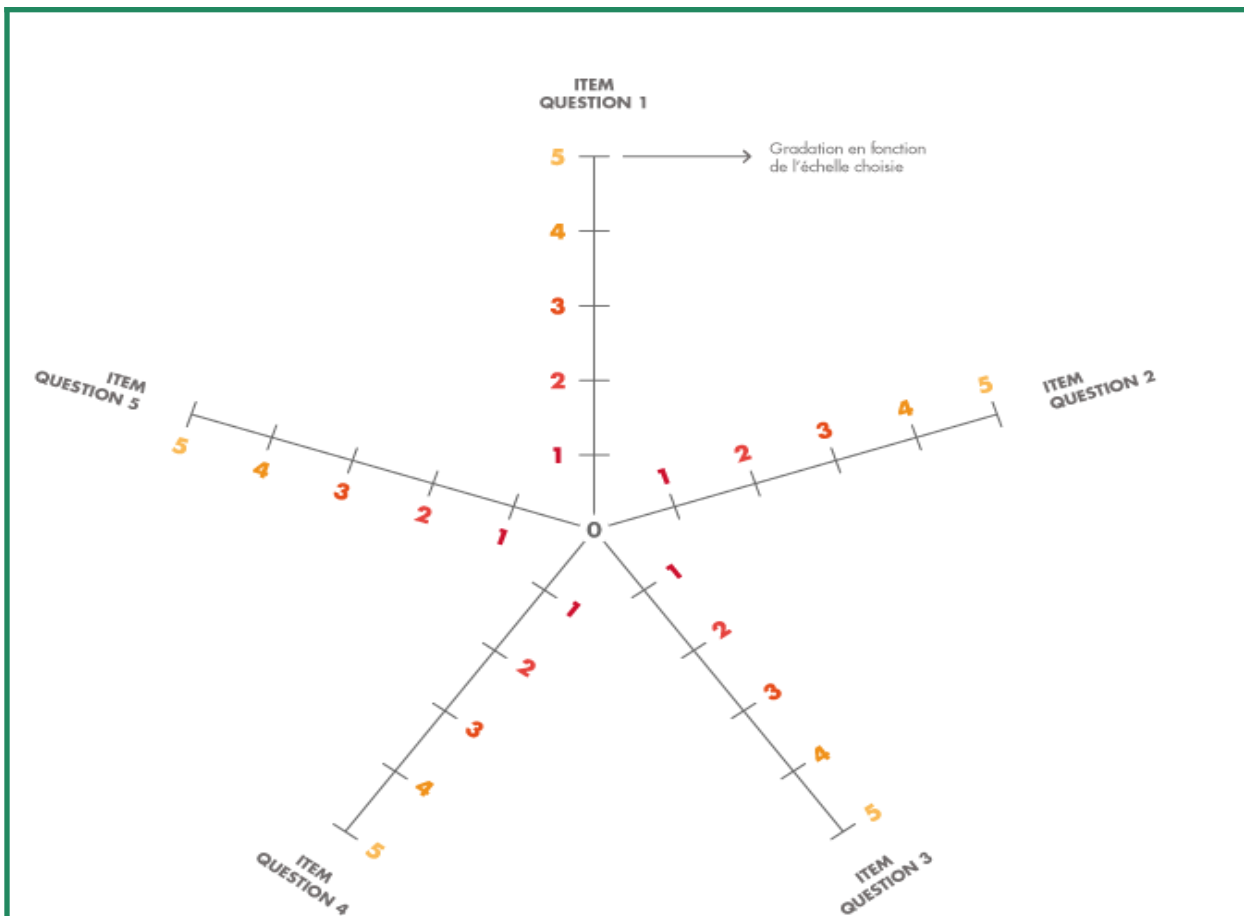 ITEM
QUESTION 1
5
Gradation en fonction
de l'échelle choisie
4
3
2
1
ITEM
QUESTION 5
5
4
3
2
1
0
1
2
3
4
5
ITEM
QUESTION 2
1
2
3
4
5
ITEM
QUESTION 4
1
2
3
4
5
ITEM
QUESTION 3